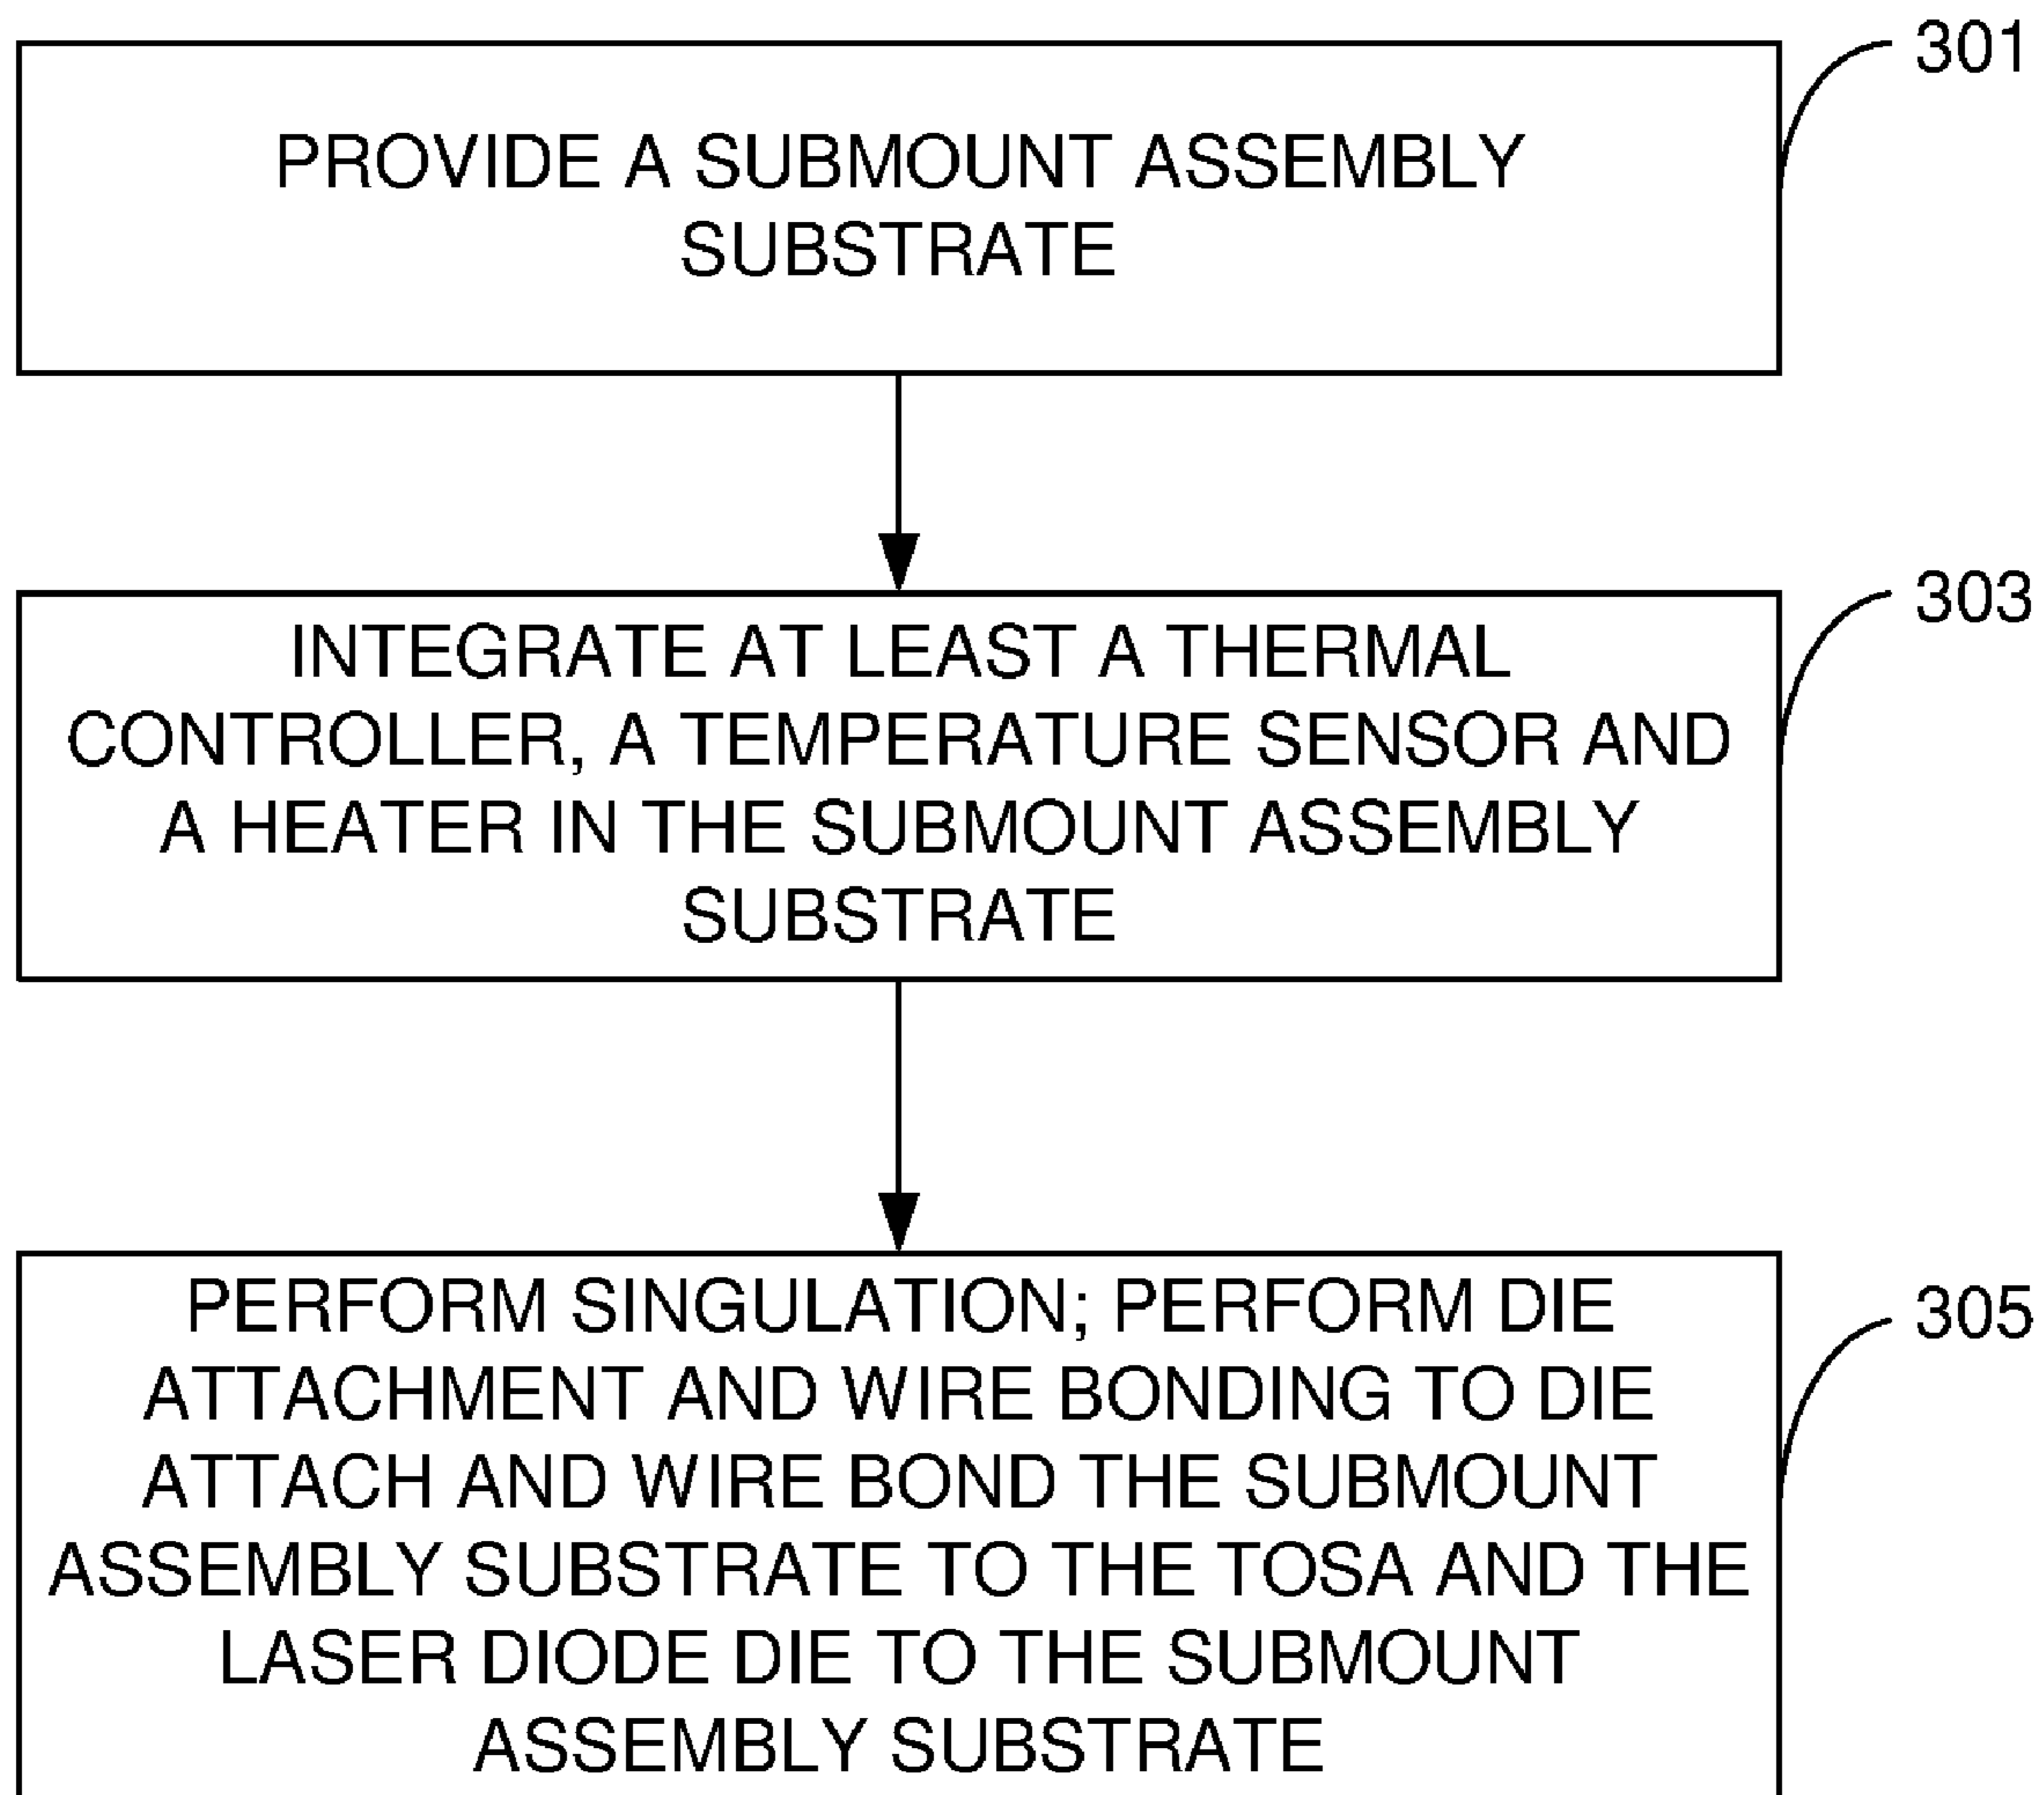 301
PROVIDE A SUBMOUNT ASSEMBLY
SUBSTRATE
303
INTEGRATE AT LEAST A THERMAL
CONTROLLER, A TEMPERATURE SENSOR AND
A HEATER IN THE SUBMOUNT ASSEMBLY
SUBSTRATE
305
PERFORM SINGULATION; PERFORM DIE
ATTACHMENT AND WIRE BONDING TO DIE
ATTACH AND WIRE BOND THE SUBMOUNT
ASSEMBLY SUBSTRATE TO THE TOSA AND THE
LASER DIODE DIE TO THE SUBMOUNT
ASSEMBLY SUBSTRATE